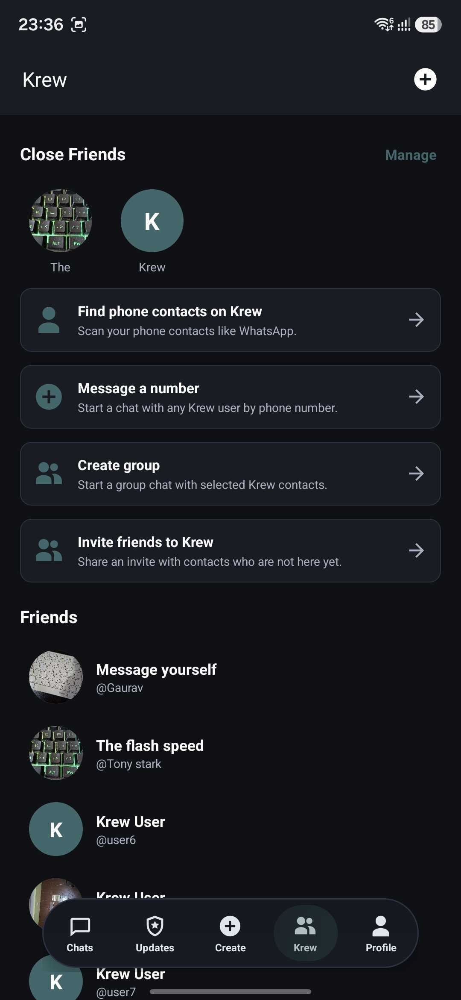 23:36
6
85
Krew
Close Friends
Manage
The
K
Krew
Find phone contacts on Krew
Scan your phone contacts like WhatsApp.
Message a number
Start a chat with any Krew user by phone number.
Create group
Start a group chat with selected Krew contacts.
Invite friends to Krew
Share an invite with contacts who are not here yet.
Friends
Message yourself
@Gaurav
The flash speed
@Tony stark
K
Krew User
@user6
Krew User
Chats
Updates
Create
Krew
Profile
K
Krew User
@user7